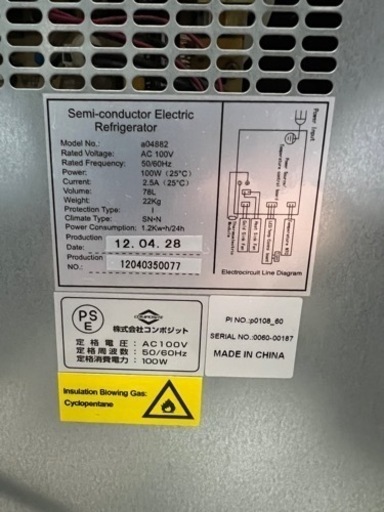 Semi-conductor Electric
Refrigerator
Model No.: a04882
Rated Voltage: AC 100V
Rated Frequency: 50/60Hz
Power: 100W (25°C)
Current: 2.5A (25°C)
Volume: 78L
Weight: 22Kg
Protection Type: I
Climate Type: SN-N
Power Consumption: 1.2Kw•h/24h
Production
Date: 12.04.28
Production
NO.: 12040350077
Power Input
Electrocircuit Line Diagram
PS
E
株式会社コンポジット
定格電圧:AC100V
定格周波数:50/60Hz
定格消費電力:100W
PI NO.:p0108_60
SERIAL NO.:0060-00187
MADE IN CHINA
Insulation Blowing Gas:
Cyclopentane